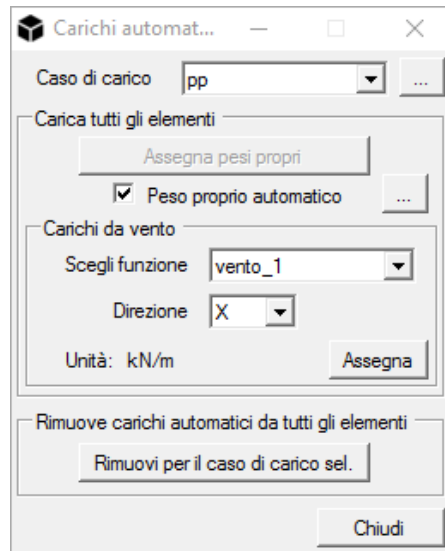 Carichi automat...
Caso di carico pp ...
Carica tutti gli elementi
Assegna pesi propri
Peso proprio automatico ...
Carichi da vento
Scegli funzione vento_1
Direzione X
Unità: kN/m Assegna
Rimuove carichi automatici da tutti gli elementi
Rimuovi per il caso di carico sel.
Chiudi